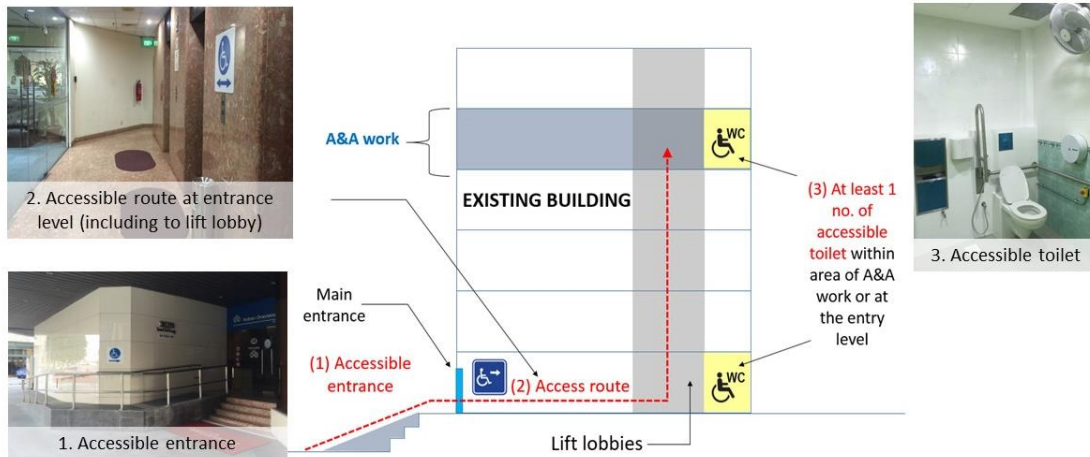 2. Accessible route at entrance
level (including to lift lobby)
1. Accessible entrance
A&A work
EXISTING BUILDING
Main
entrance
(1) Accessible
entrance
(2) Access route
Lift lobbies
WC
WC
(3) At least 1
no. of
accessible
toilet within
area of A&A
work or at
the entry
level
3. Accessible toilet